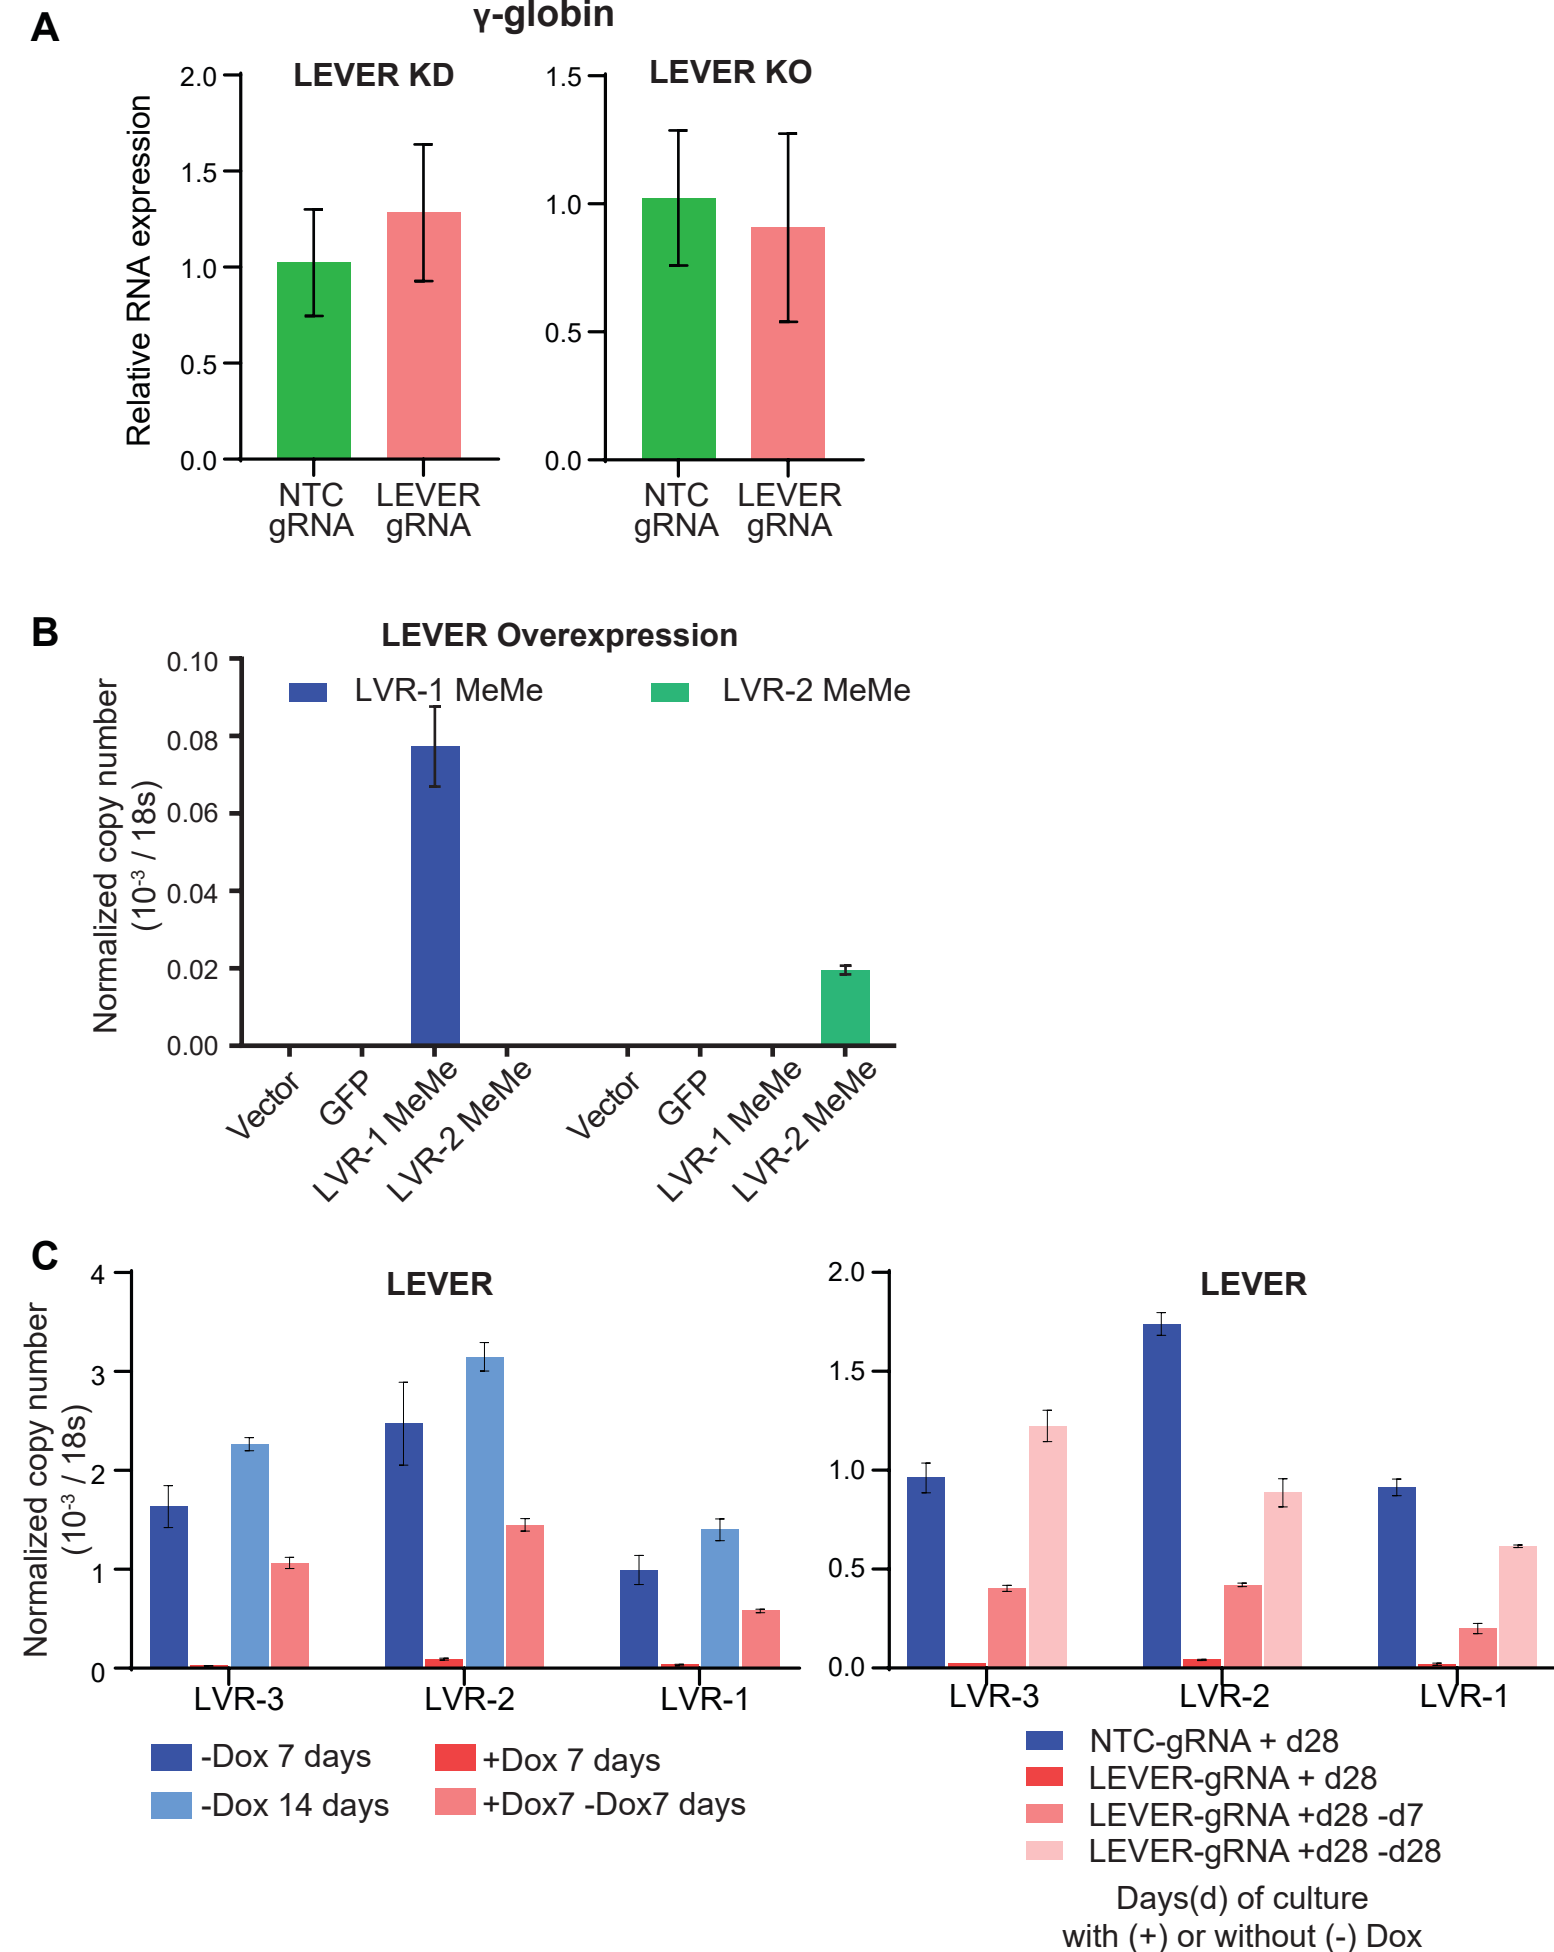 A
γ-globin
LEVER KD
LEVER KO
Relative RNA expression
2.0
1.5
1.0
0.5
0.0
1.5
1.0
0.5
0.0
NTC
gRNA
LEVER
gRNA
NTC
gRNA
LEVER
gRNA
B
LEVER Overexpression
LVR-1 MeMe
LVR-2 MeMe
Normalized copy number
(10⁻³ / 18s)
0.10
0.08
0.06
0.04
0.02
0.00
Vector
GFP
LVR-1 MeMe
LVR-2 MeMe
Vector
GFP
LVR-1 MeMe
LVR-2 MeMe
C
LEVER
Normalized copy number
(10⁻³ / 18s)
4
3
2
1
0
LVR-3
LVR-2
LVR-1
-Dox 7 days
+Dox 7 days
-Dox 14 days
+Dox7 -Dox7 days
LEVER
2.0
1.5
1.0
0.5
0.0
LVR-3
LVR-2
LVR-1
NTC-gRNA + d28
LEVER-gRNA + d28
LEVER-gRNA +d28 -d7
LEVER-gRNA +d28 -d28
Days(d) of culture
with (+) or without (-) Dox